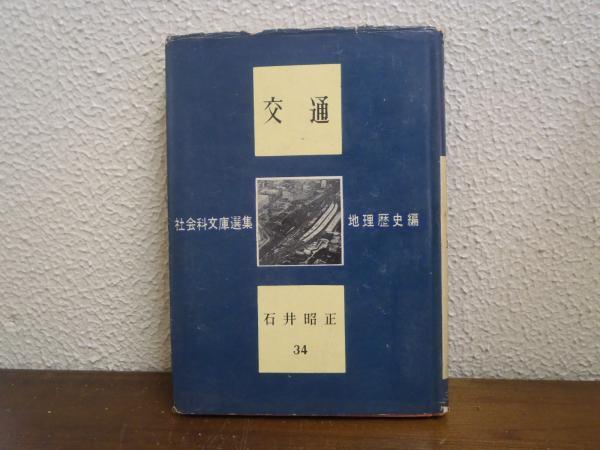 交通
社会科文庫選集
地理歴史編
石井昭正
34